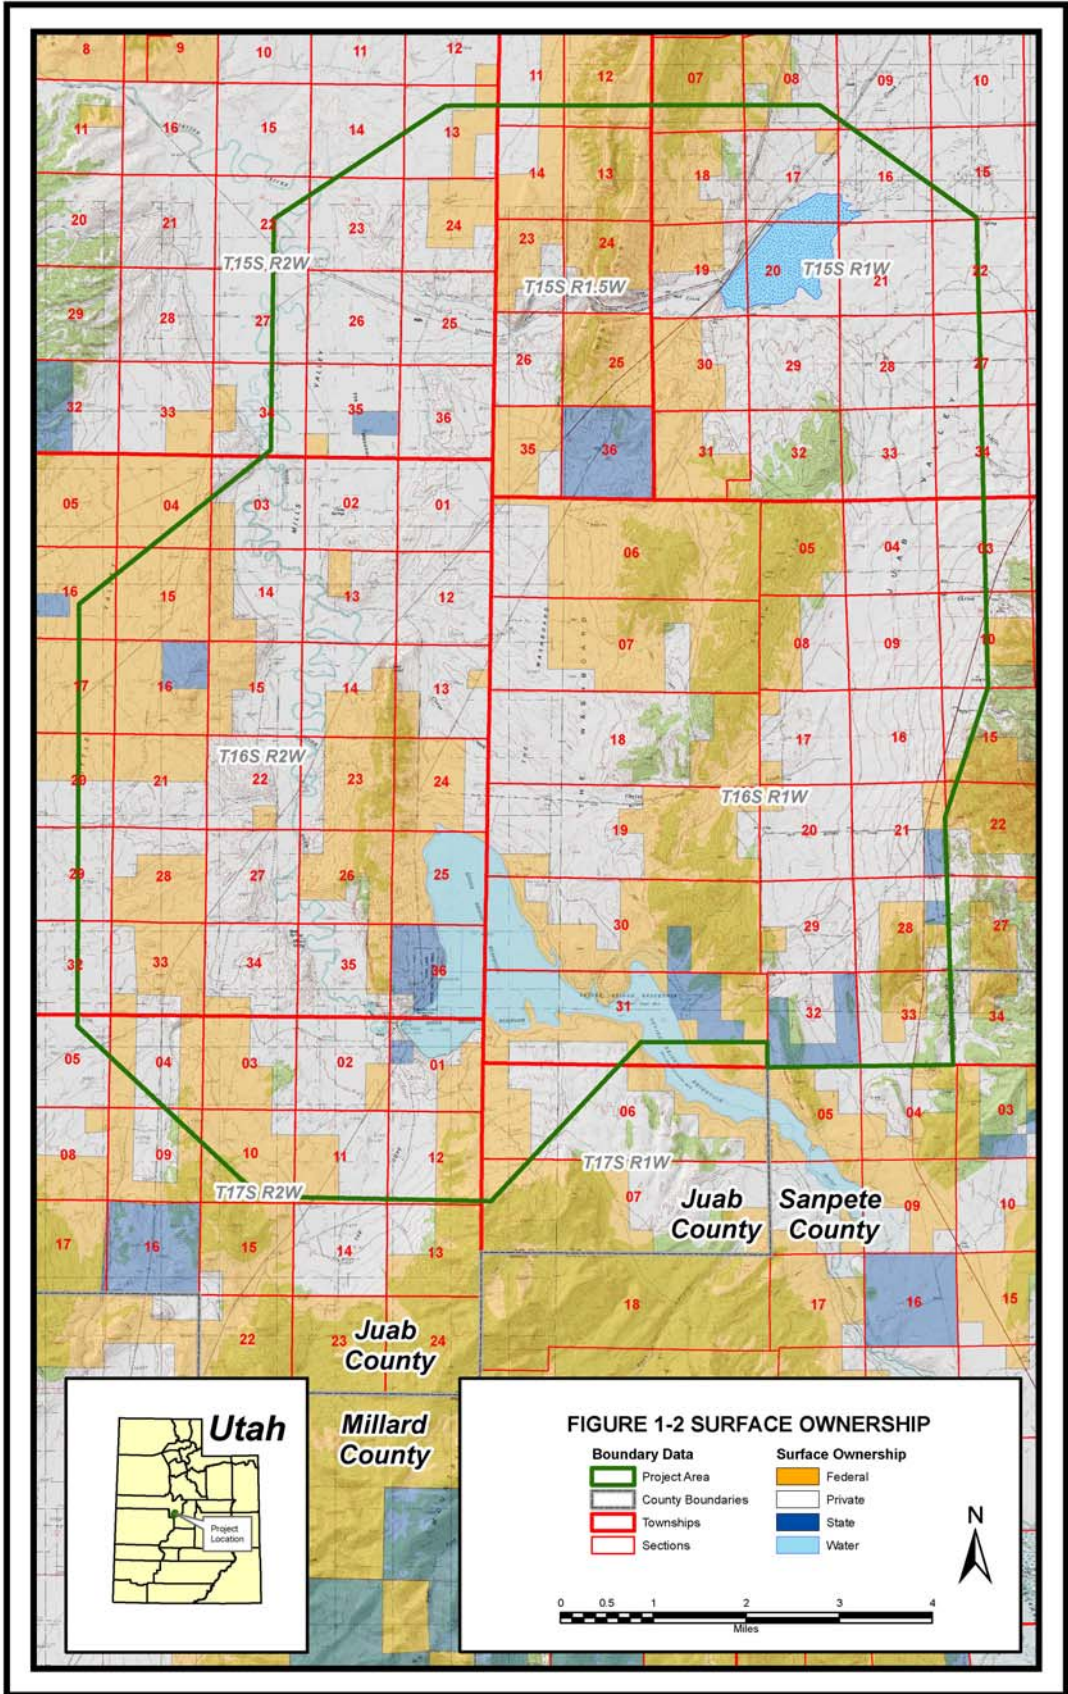 8 9 10 11 12 11 12 07 08 09 10
11 16 15 14 13 14 13 18 17 16 15
20 21 22 23 24 23 24 19 20 21 22
T15S R2W T15S R1.5W T15S R1W
29 28 27 26 25 26 25 30 29 28 27
VALLEY
32 33 34 35 36 35 36 31 32 33 34
05 04 03 02 01 06 05 04 03
MILLS
JUAB
VALLEY
16 15 14 13 12 07 08 09 10
THE WASHBOARD
17 16 15 14 13 18 17 16 15
T16S R2W T16S R1W
20 21 22 23 24 19 20 21 22
29 28 27 26 25 30 29 28 27
32 33 34 35 36 31 32 33 34
05 04 03 02 01 06 05 04 03
08 09 10 11 12 07 09 10
T17S R2W T17S R1W
Juab
County
Sanpete
County
17 16 15 14 13 18 17 16 15
22 23 24
Juab
County
Millard
County
Utah
Project
Location
FIGURE 1-2 SURFACE OWNERSHIP
Boundary Data
Project Area
County Boundaries
Townships
Sections
Surface Ownership
Federal
Private
State
Water
N
0 0.5 1 2 3 4
Miles